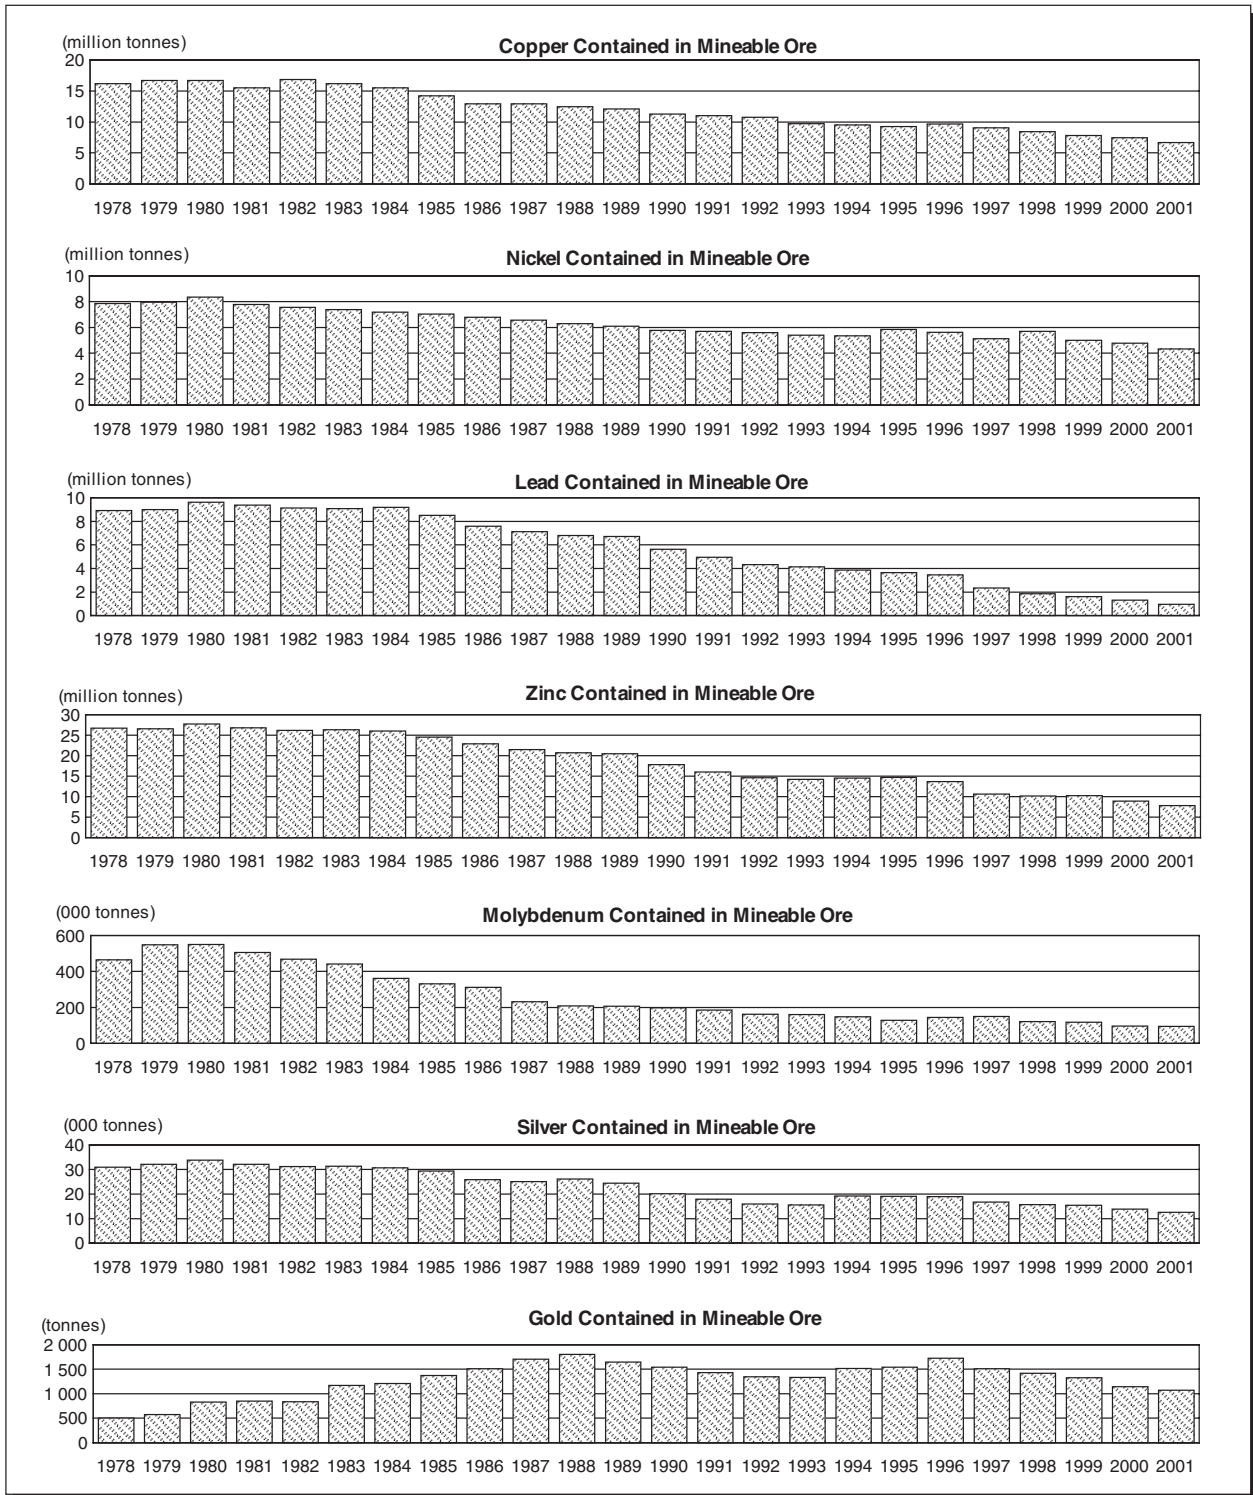 (million tonnes)
Copper Contained in Mineable Ore
20
15
10
5
0
1978 1979 1980 1981 1982 1983 1984 1985 1986 1987 1988 1989 1990 1991 1992 1993 1994 1995 1996 1997 1998 1999 2000 2001
(million tonnes)
Nickel Contained in Mineable Ore
10
8
6
4
2
0
1978 1979 1980 1981 1982 1983 1984 1985 1986 1987 1988 1989 1990 1991 1992 1993 1994 1995 1996 1997 1998 1999 2000 2001
(million tonnes)
Lead Contained in Mineable Ore
10
8
6
4
2
0
1978 1979 1980 1981 1982 1983 1984 1985 1986 1987 1988 1989 1990 1991 1992 1993 1994 1995 1996 1997 1998 1999 2000 2001
(million tonnes)
Zinc Contained in Mineable Ore
30
25
20
15
10
5
0
1978 1979 1980 1981 1982 1983 1984 1985 1986 1987 1988 1989 1990 1991 1992 1993 1994 1995 1996 1997 1998 1999 2000 2001
(000 tonnes)
Molybdenum Contained in Mineable Ore
600
400
200
0
1978 1979 1980 1981 1982 1983 1984 1985 1986 1987 1988 1989 1990 1991 1992 1993 1994 1995 1996 1997 1998 1999 2000 2001
(000 tonnes)
Silver Contained in Mineable Ore
40
30
20
10
0
1978 1979 1980 1981 1982 1983 1984 1985 1986 1987 1988 1989 1990 1991 1992 1993 1994 1995 1996 1997 1998 1999 2000 2001
(tonnes)
Gold Contained in Mineable Ore
2 000
1 500
1 000
500
0
1978 1979 1980 1981 1982 1983 1984 1985 1986 1987 1988 1989 1990 1991 1992 1993 1994 1995 1996 1997 1998 1999 2000 2001